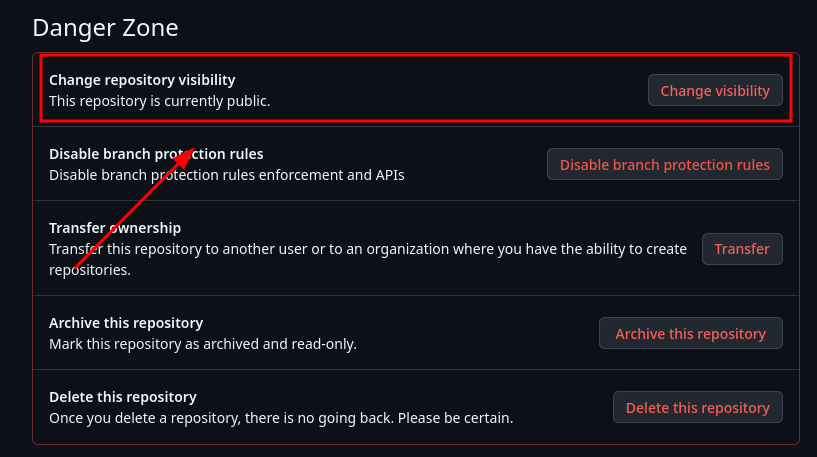 Danger Zone
Change repository visibility
This repository is currently public.
Change visibility
Disable branch protection rules
Disable branch protection rules enforcement and APIs
Disable branch protection rules
Transfer ownership
Transfer this repository to another user or to an organization where you have the ability to create
repositories.
Transfer
Archive this repository
Mark this repository as archived and read-only.
Archive this repository
Delete this repository
Once you delete a repository, there is no going back. Please be certain.
Delete this repository